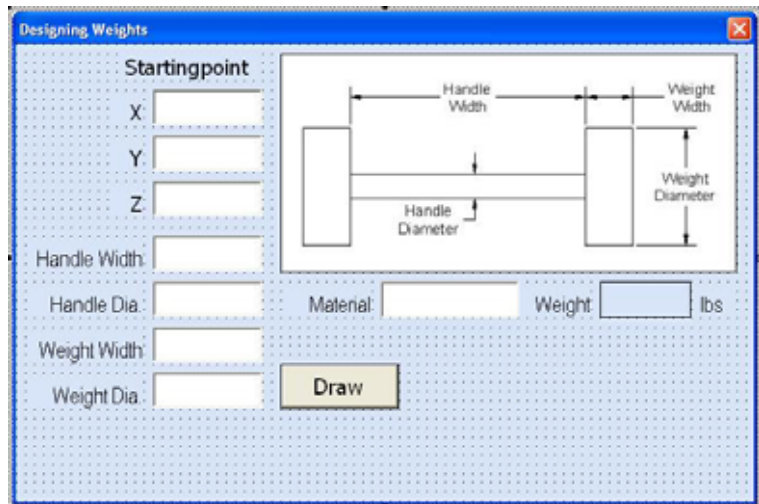 Designing Weights
Startingpoint
X:
Y:
Z:
Handle Width:
Handle Dia.:
Weight Width:
Weight Dia.:
Handle
Width
Weight
Width
Weight
Diameter
Handle
Diameter
Material:
Weight:
lbs
Draw